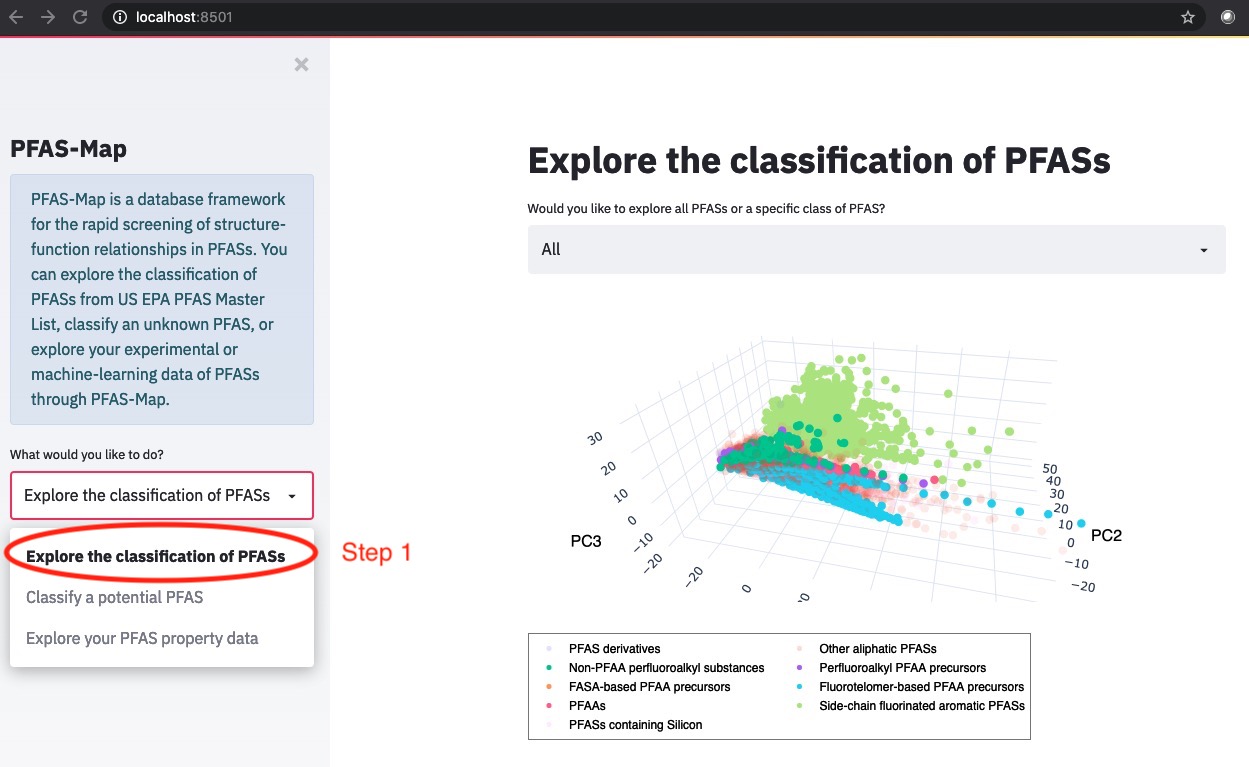 localhost:8501
PFAS-Map
PFAS-Map is a database framework
for the rapid screening of structure-
function relationships in PFASs. You
can explore the classification of
PFASs from US EPA PFAS Master
List, classify an unknown PFAS, or
explore your experimental or
machine-learning data of PFASs
through PFAS-Map.
What would you like to do?
Explore the classification of PFASs
Explore the classification of PFASs
Classify a potential PFAS
Explore your PFAS property data
Step 1
Explore the classification of PFASs
Would you like to explore all PFASs or a specific class of PFAS?
All
30
20
10
0
−10
−20
PC3
−20
0
50
40
30
20
10
0
−10
−20
PC2
PFAS derivatives
Non-PFAA perfluoroalkyl substances
FASA-based PFAA precursors
PFAAs
PFASs containing Silicon
Other aliphatic PFASs
Perfluoroalkyl PFAA precursors
Fluorotelomer-based PFAA precursors
Side-chain fluorinated aromatic PFASs